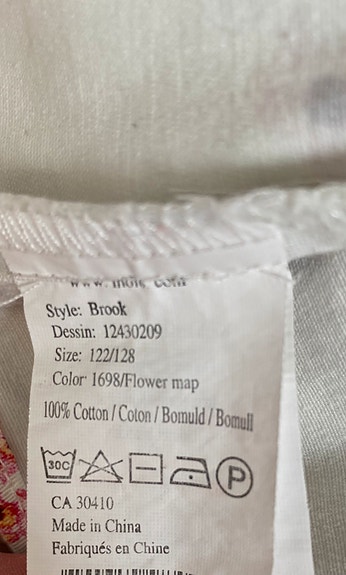 Style: Brook
Dessin: 12430209
Size: 122/128
Color: 1698/Flower map
100% Cotton / Coton / Bomuld / Bomull
30C P
CA 30410
Made in China
Fabriqués en Chine